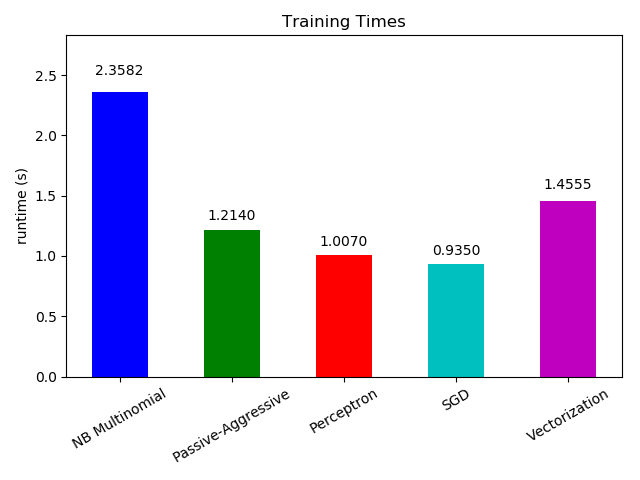 Training Times
runtime (s)
2.5
2.0
1.5
1.0
0.5
0.0
2.3582
1.2140
1.0070
0.9350
1.4555
NB Multinomial
Passive-Aggressive
Perceptron
SGD
Vectorization